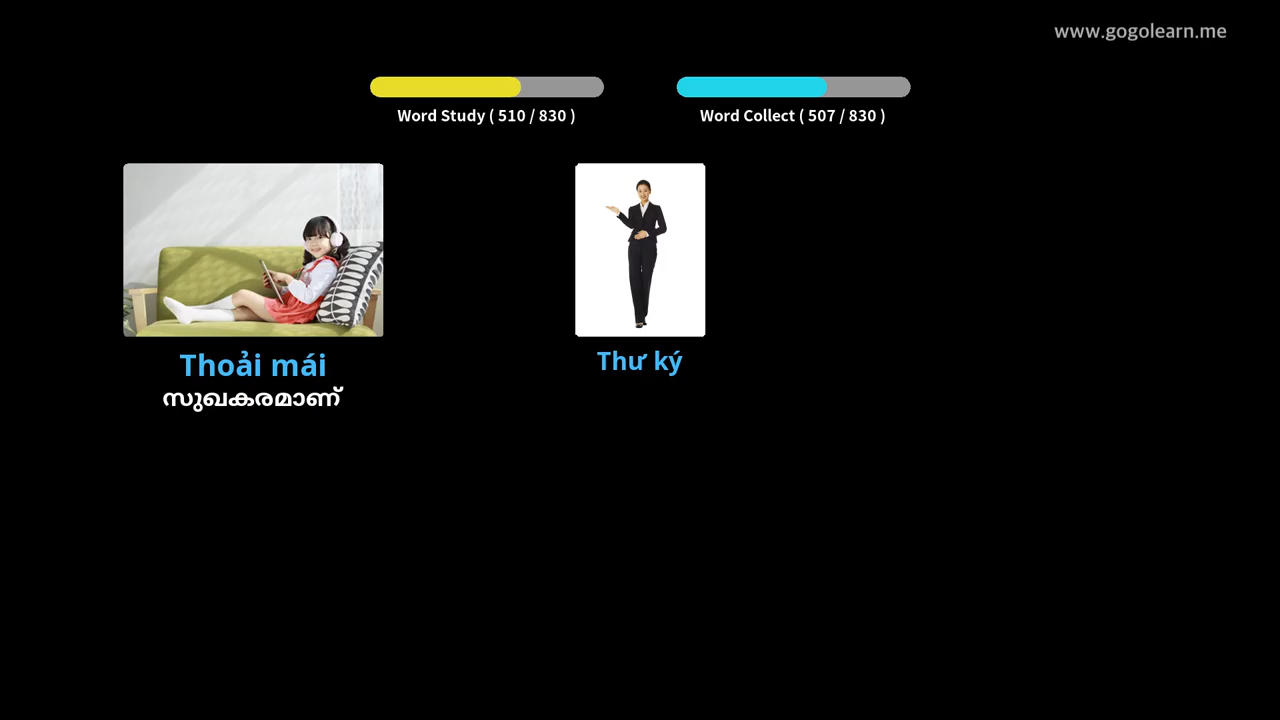 www.gogolearn.me
Word Study ( 510 / 830 )
Word Collect ( 507 / 830 )
Thoải mái
സുഖകരമാണ്
Thư ký